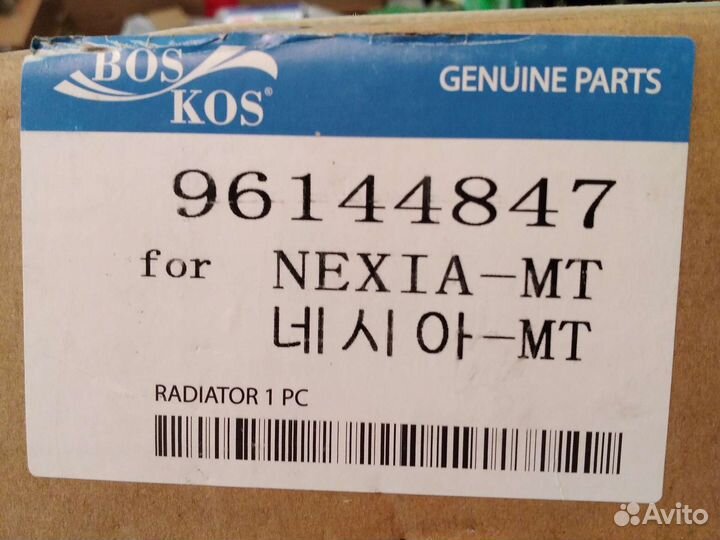 BOS
KOS®
GENUINE PARTS
96144847
for NEXIA-MT
네시아-MT
RADIATOR 1 PC
Avito